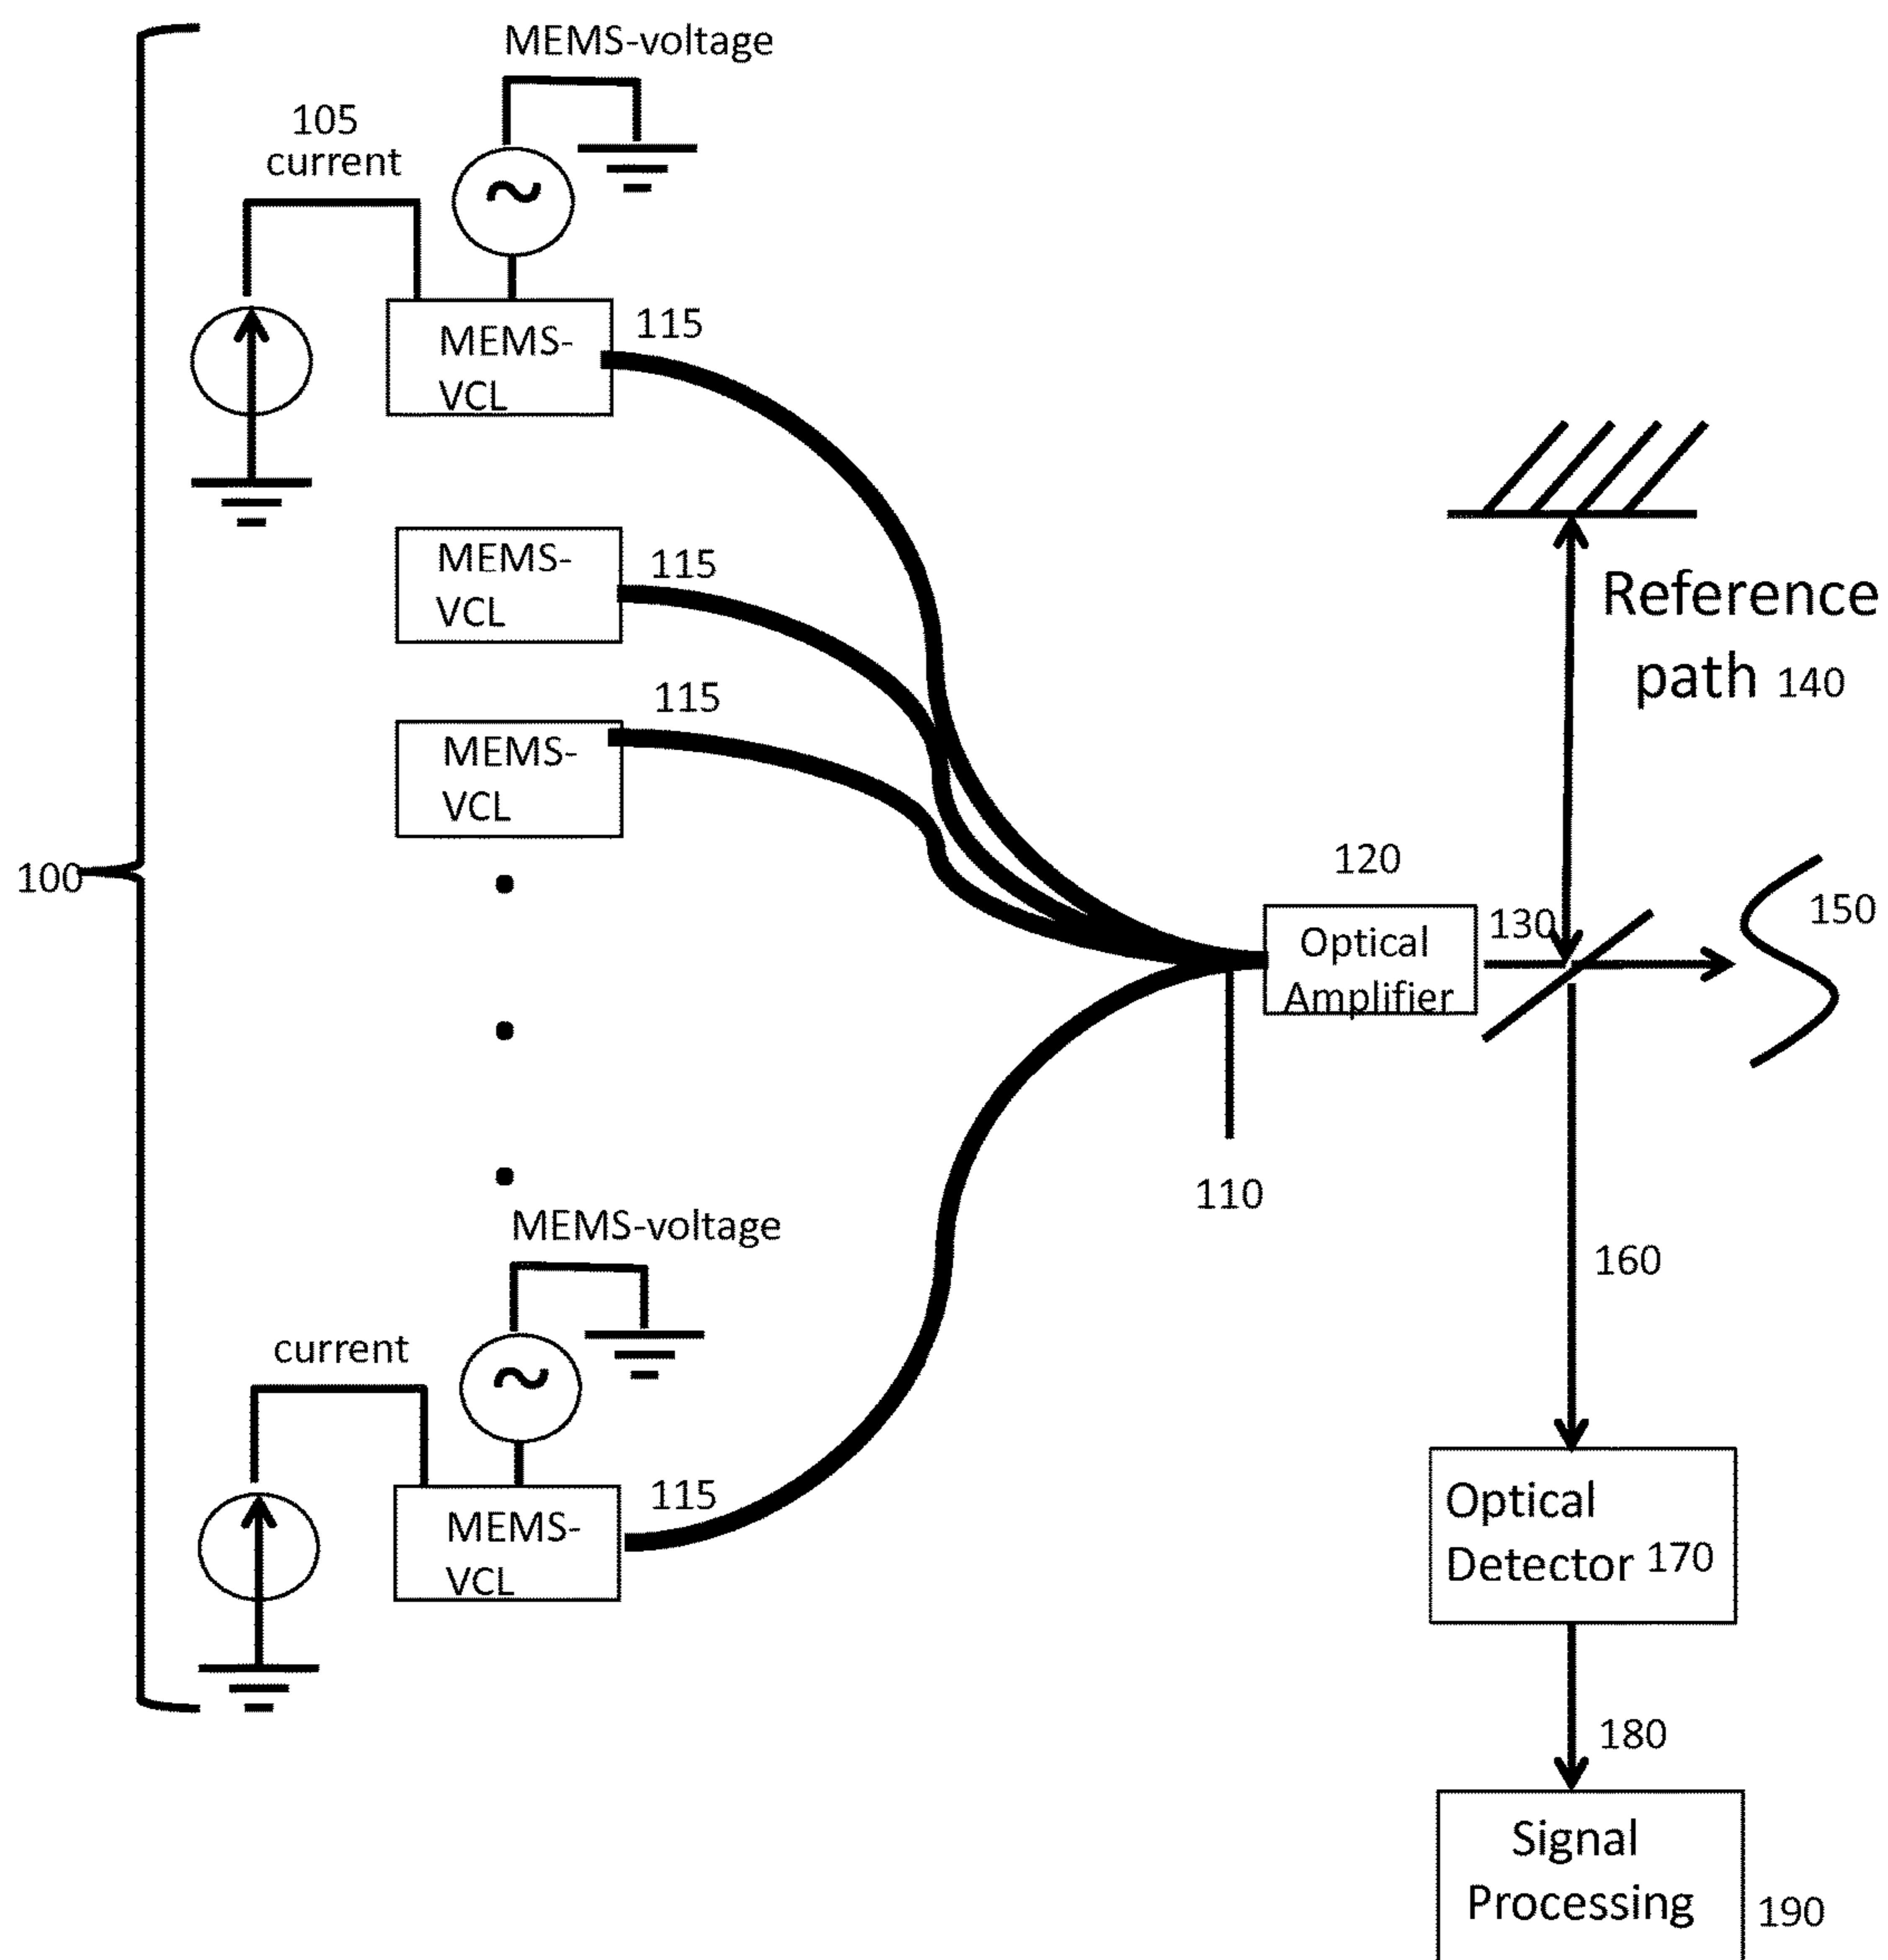 MEMS-voltage
105
current
MEMS-
VCL
115
MEMS-
VCL
115
Reference
path 140
MEMS-
VCL
115
100
120
Optical
Amplifier
130
150
110
MEMS-voltage
160
current
MEMS-
VCL
115
Optical
Detector 170
180
Signal
Processing 190